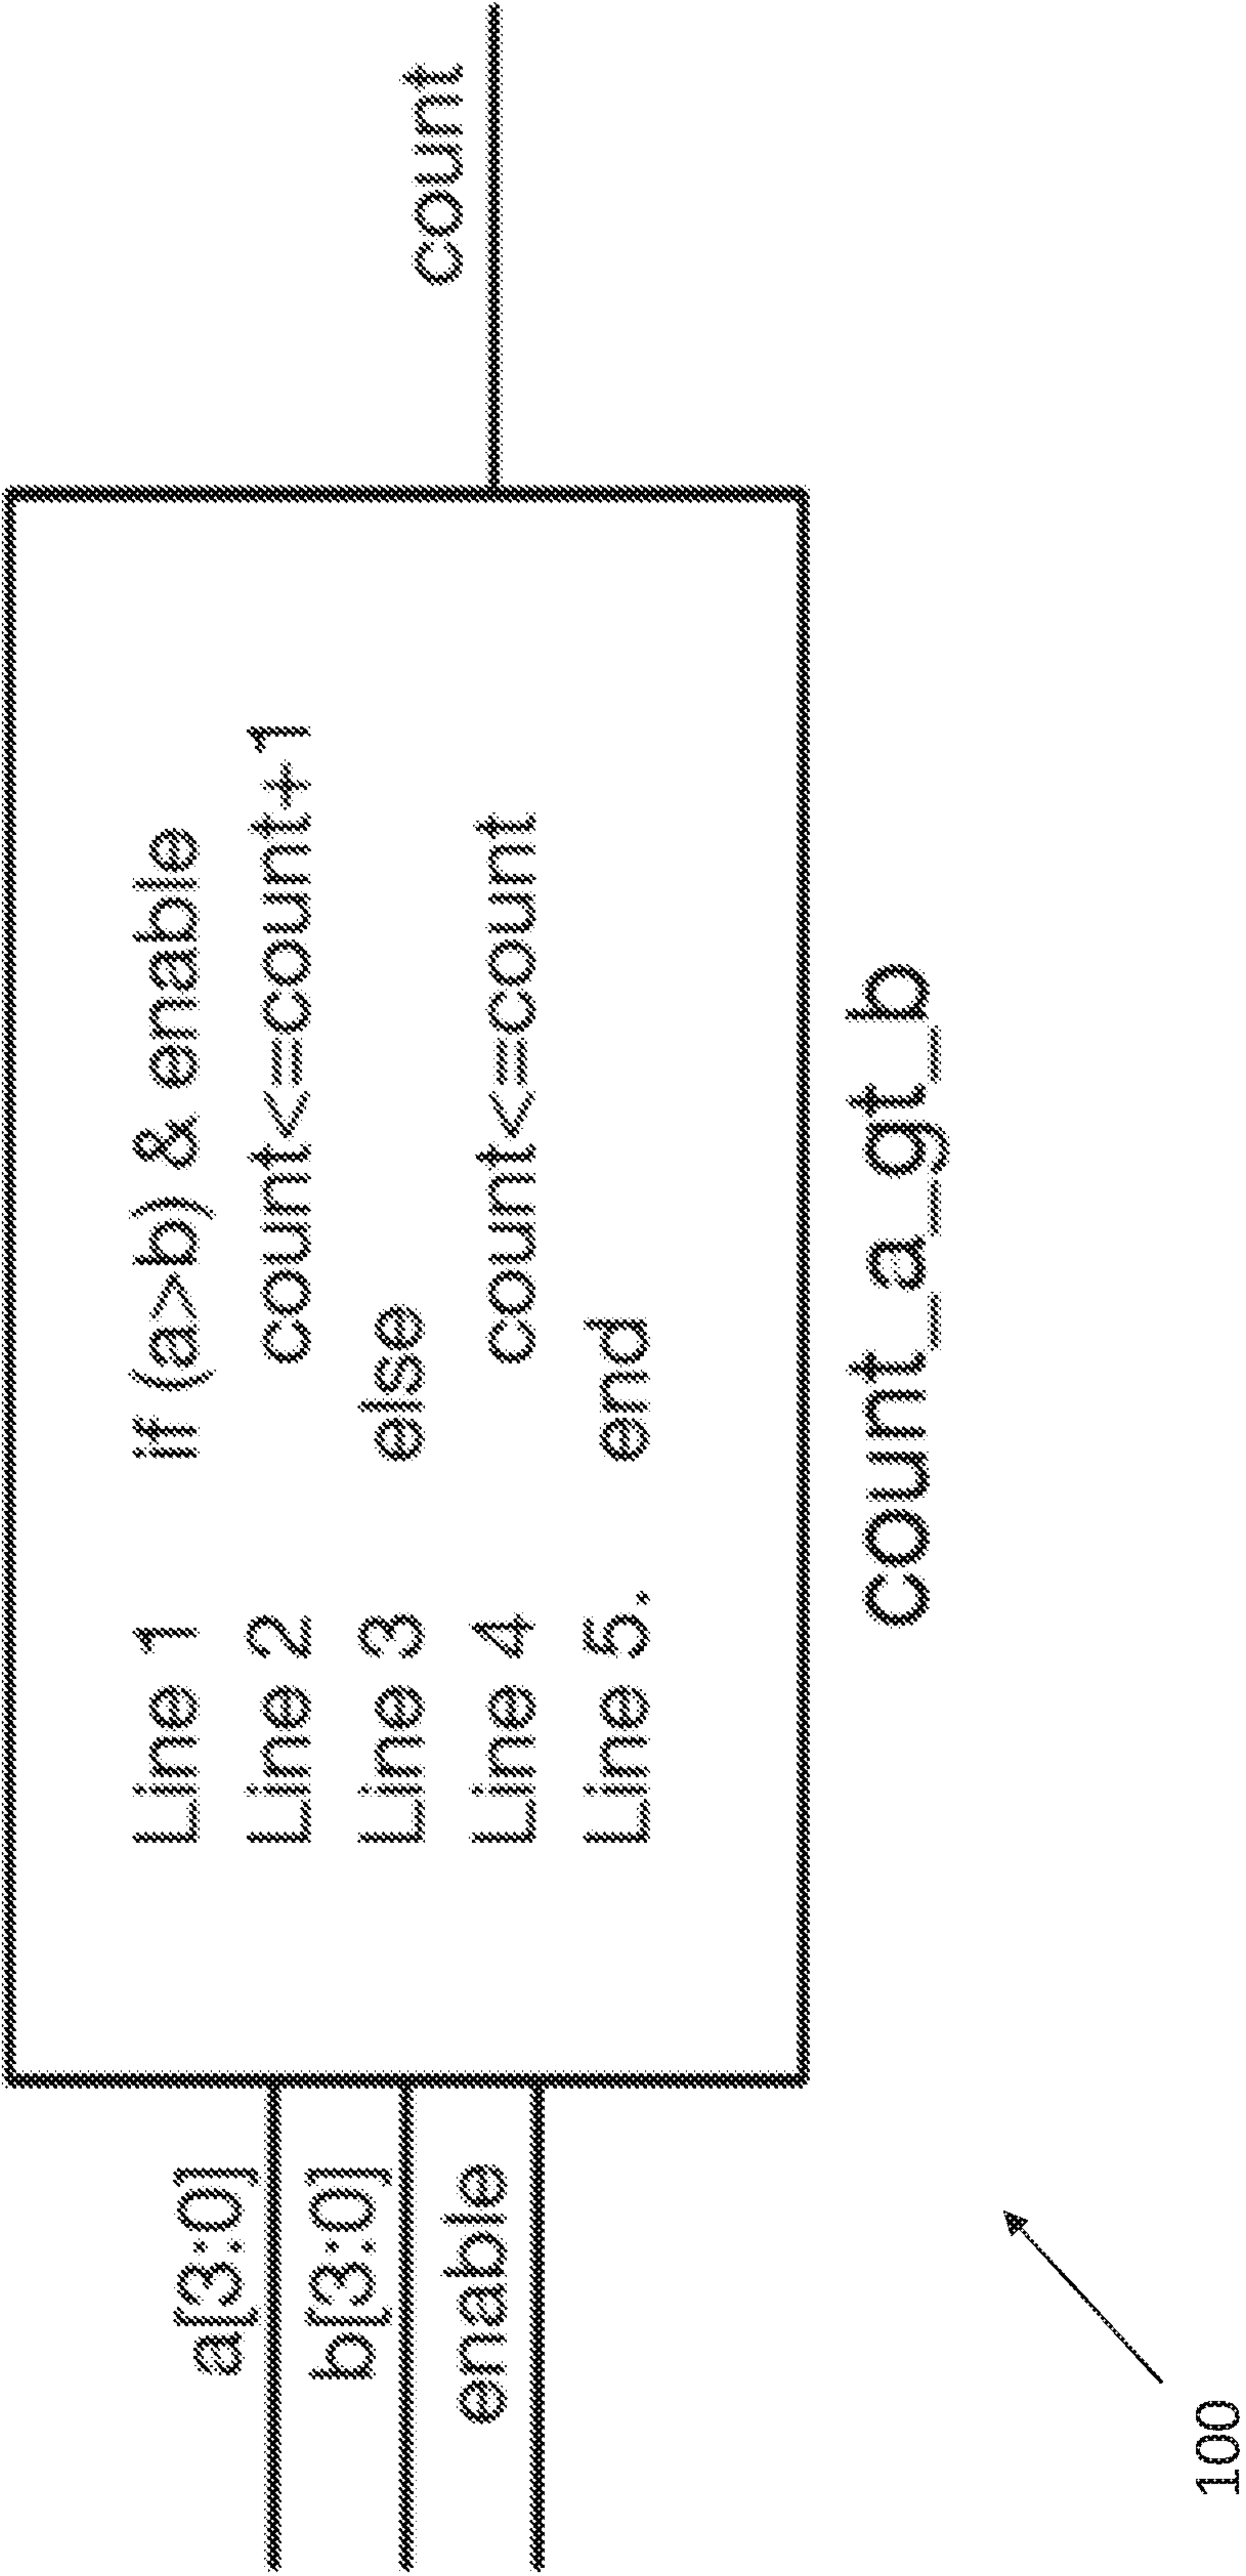 a[3:0]
b[3:0]
enable
Line 1 if (a>b) & enable
Line 2 count<=count+1
Line 3 else
Line 4 count<=count
Line 5. end
count
count_a_gt_b
100